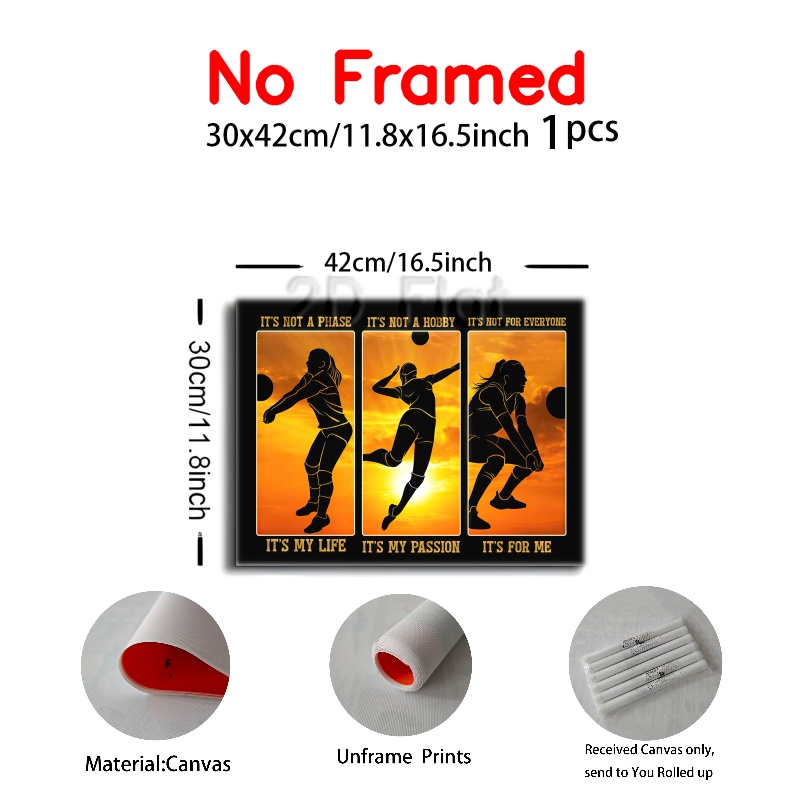 No Framed
30x42cm/11.8x16.5inch 1pcs
42cm/16.5inch
2D Flat
30cm/11.8inch
IT'S NOT A PHASE IT'S NOT A HOBBY IT'S NOT FOR EVERYONE
IT'S MY LIFE IT'S MY PASSION IT'S FOR ME
Material:Canvas
Unframe Prints
Received Canvas only,
send to You Rolled up